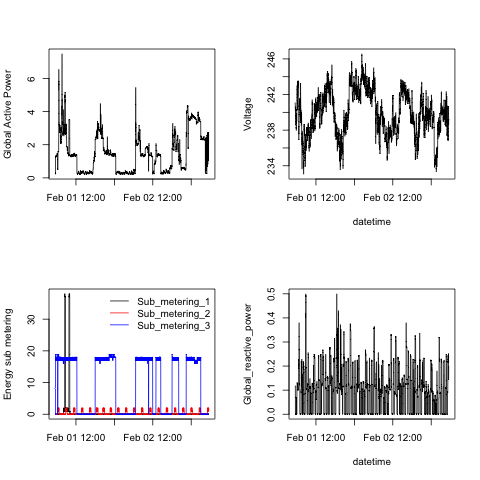 Global Active Power
0 2 4 6
Feb 01 12:00 Feb 02 12:00
Voltage
234 238 242 246
Feb 01 12:00 Feb 02 12:00
datetime
Energy sub metering
0 10 20 30
Sub_metering_1
Sub_metering_2
Sub_metering_3
Feb 01 12:00 Feb 02 12:00
Global_reactive_power
0.0 0.1 0.2 0.3 0.4 0.5
Feb 01 12:00 Feb 02 12:00
datetime